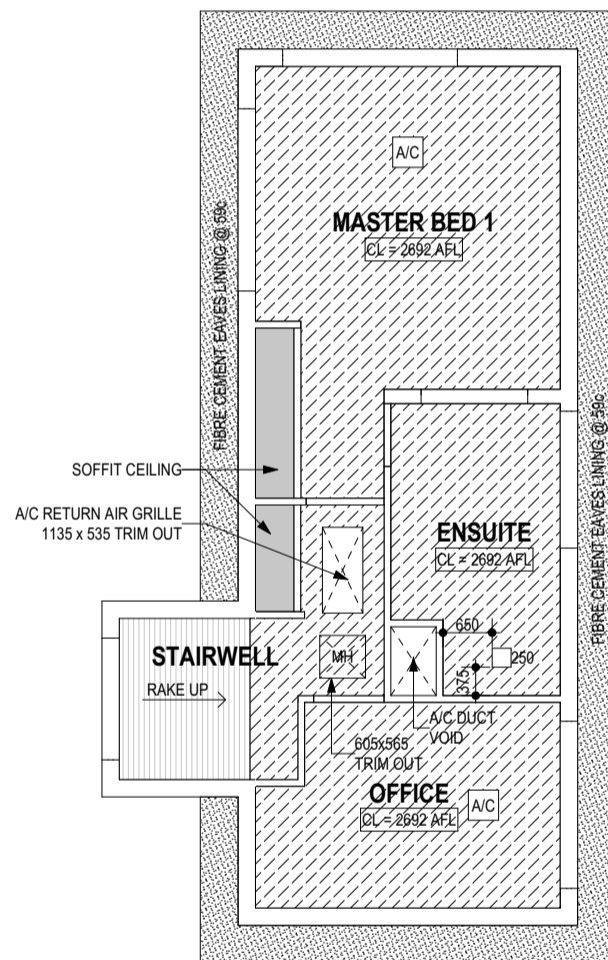 A/C
MASTER BED 1
CL = 2692 AFL
FIBRE CEMENT EAVES LINING @ 59c
FIBRE CEMENT EAVES LINING @ 59c
SOFFIT CEILING
A/C RETURN AIR GRILLE
1135 x 535 TRIM OUT
ENSUITE
CL = 2692 AFL
650
250
375
STAIRWELL
MH
RAKE UP
A/C DUCT
VOID
605x565
TRIM OUT
OFFICE
CL = 2692 AFL
A/C